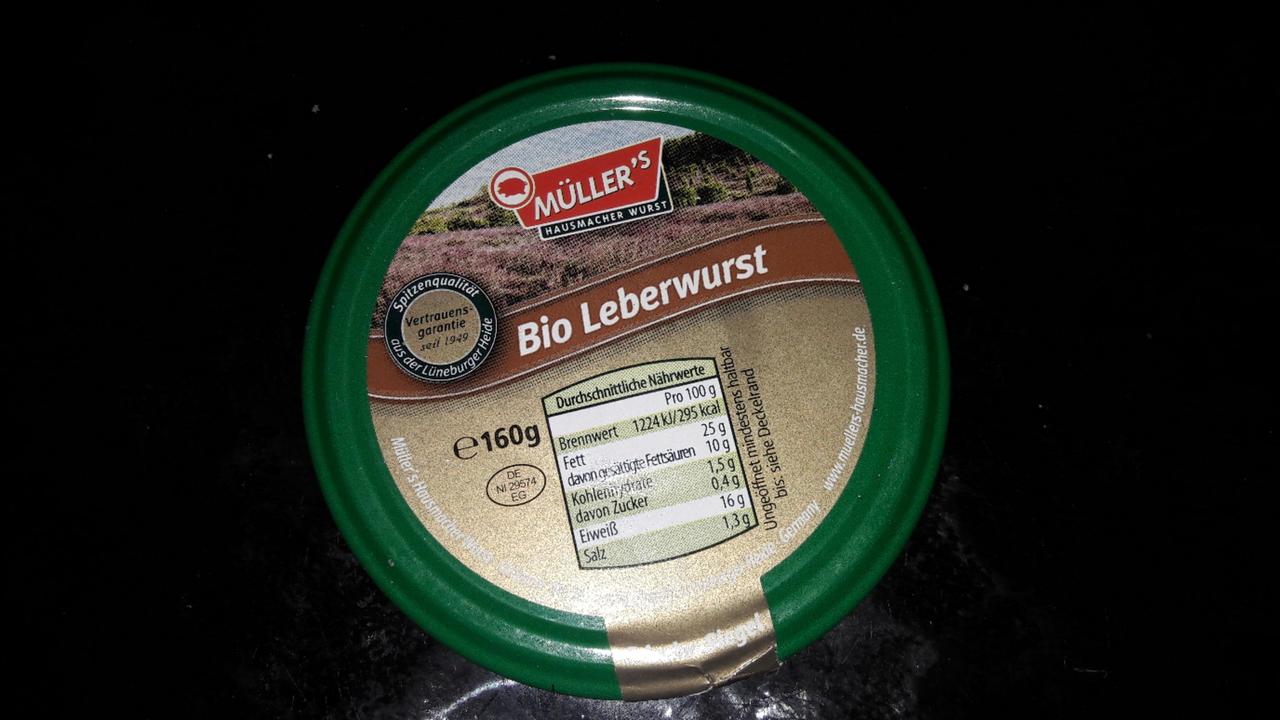 MÜLLER'S
HAUSMACHER WURST
Spitzenqualität
Vertrauens-
garantie
seit 1949
aus der Lüneburger Heide
Bio Leberwurst
℮160g
DE
NI 29574
EG
Durchschnittliche Nährwerte
Pro 100 g
Brennwert 1224 kJ/295 kcal
Fett 25 g
davon gesättigte Fettsäuren 10 g
Kohlenhydrate 1,5 g
davon Zucker 0,4 g
Eiweiß 16 g
Salz 1,3 g
Ungeöffnet mindestens haltbar
bis: siehe Deckelrand
Müller's Hausmacher Germany www.muellers-hausmacher.de